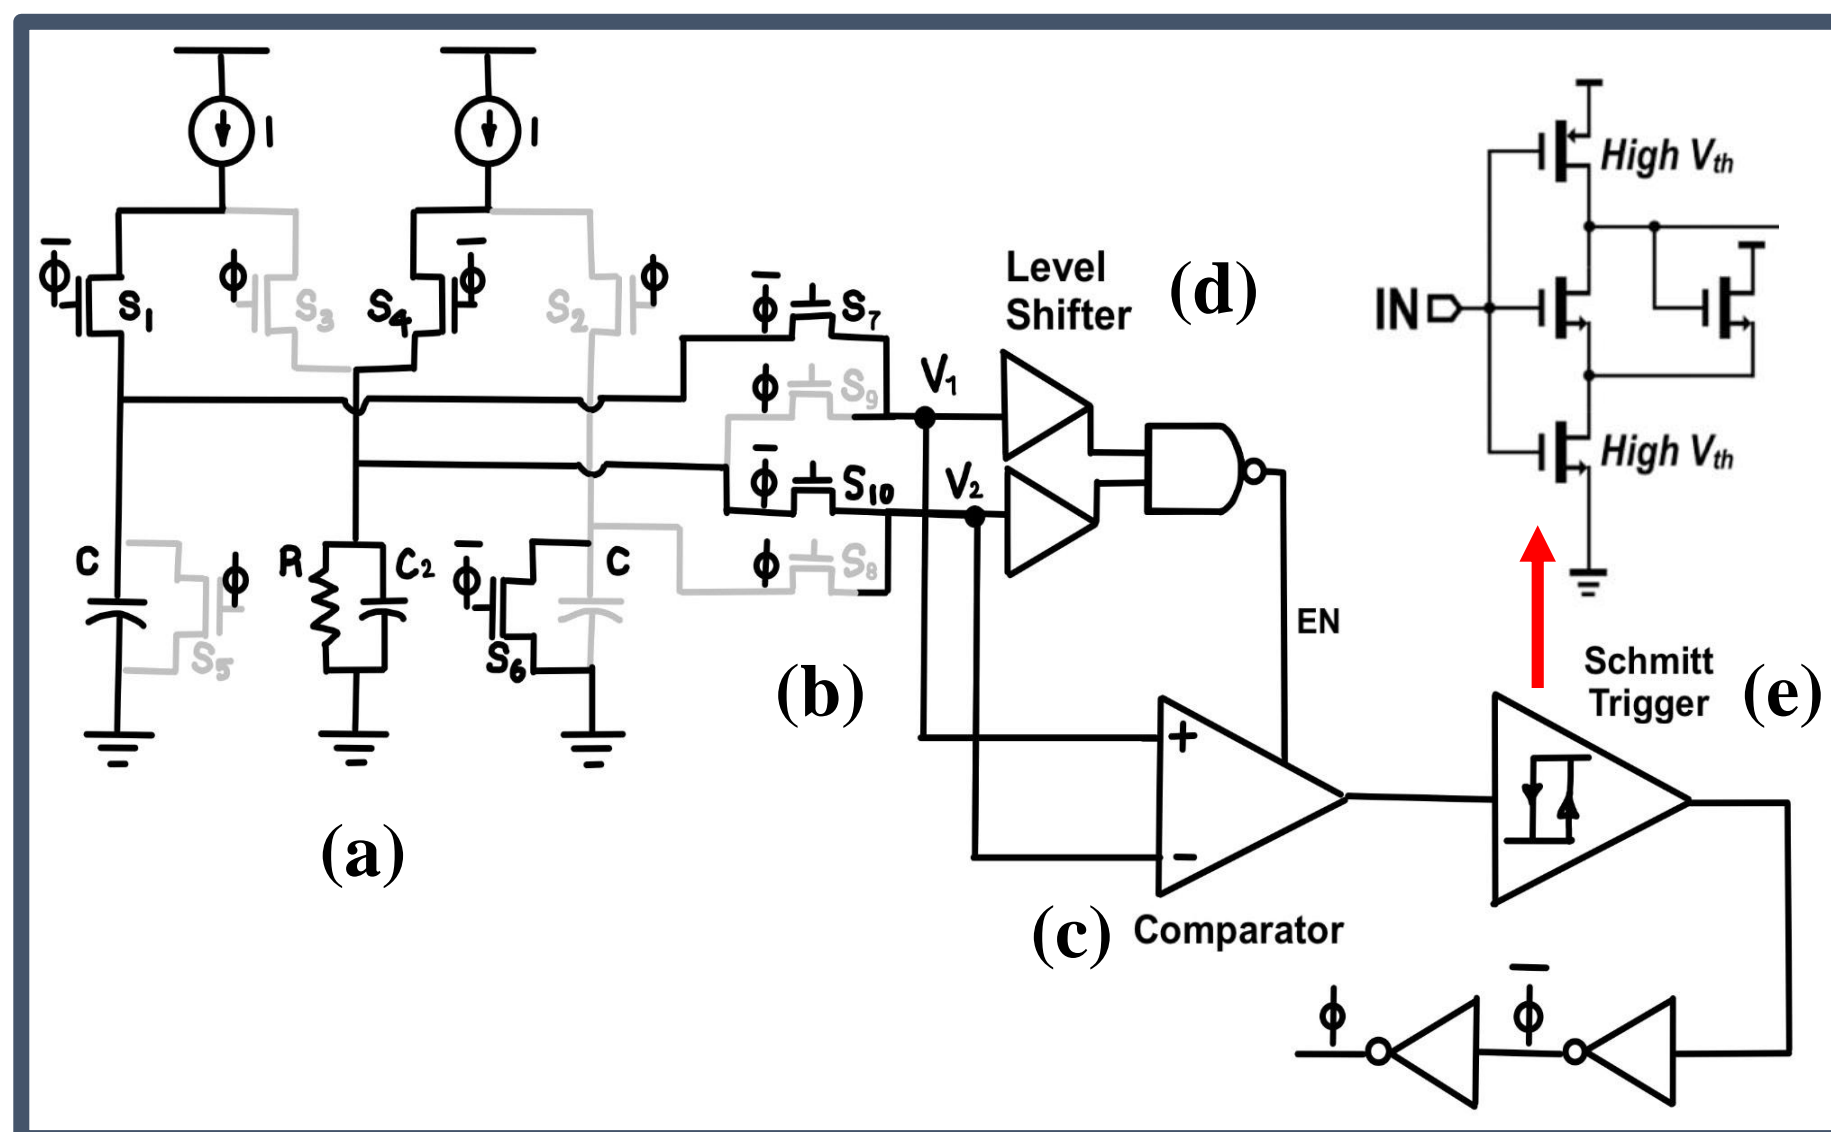 I
I
ϕ̅
S1
ϕ
S3
S4
ϕ̅
S2
ϕ
ϕ̅
S7
ϕ
S9
ϕ̅
S10
ϕ
S8
V1
V2
Level
Shifter
(d)
IN
High Vth
High Vth
C
ϕ
S5
R
C2
ϕ̅
S6
C
(a)
(b)
EN
+
-
(c)
Comparator
Schmitt
Trigger
(e)
ϕ
ϕ̅